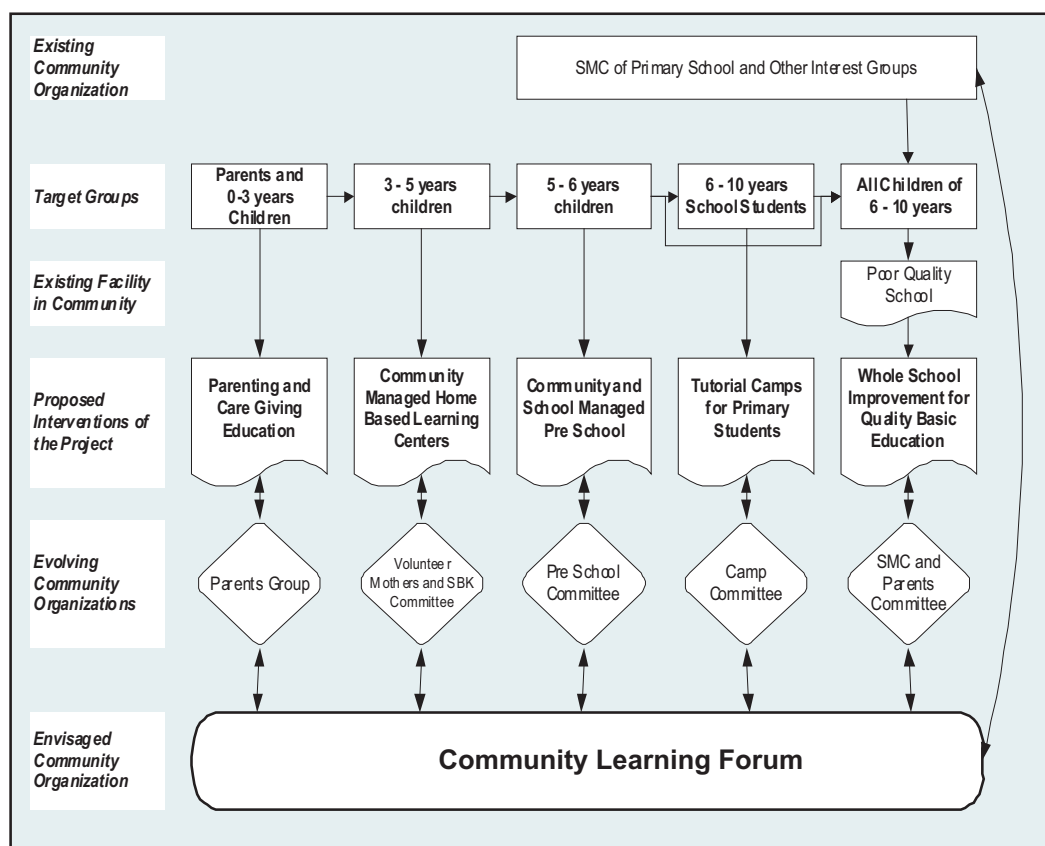 Existing
Community
Organization
SMC of Primary School and Other Interest Groups
Target Groups
Parents and
0-3 years
Children
3 - 5 years
children
5 - 6 years
children
6 - 10 years
School Students
All Children of
6 - 10 years
Existing Facility
in Community
Poor Quality
School
Proposed
Interventions of
the Project
Parenting and
Care Giving
Education
Community
Managed Home
Based Learning
Centers
Community and
School Managed
Pre School
Tutorial Camps
for Primary
Students
Whole School
Improvement for
Quality Basic
Education
Evolving
Community
Organizations
Parents Group
Volunteer
Mothers and SBK
Committee
Pre School
Committee
Camp
Committee
SMC and
Parents
Committee
Envisaged
Community
Organization
Community Learning Forum